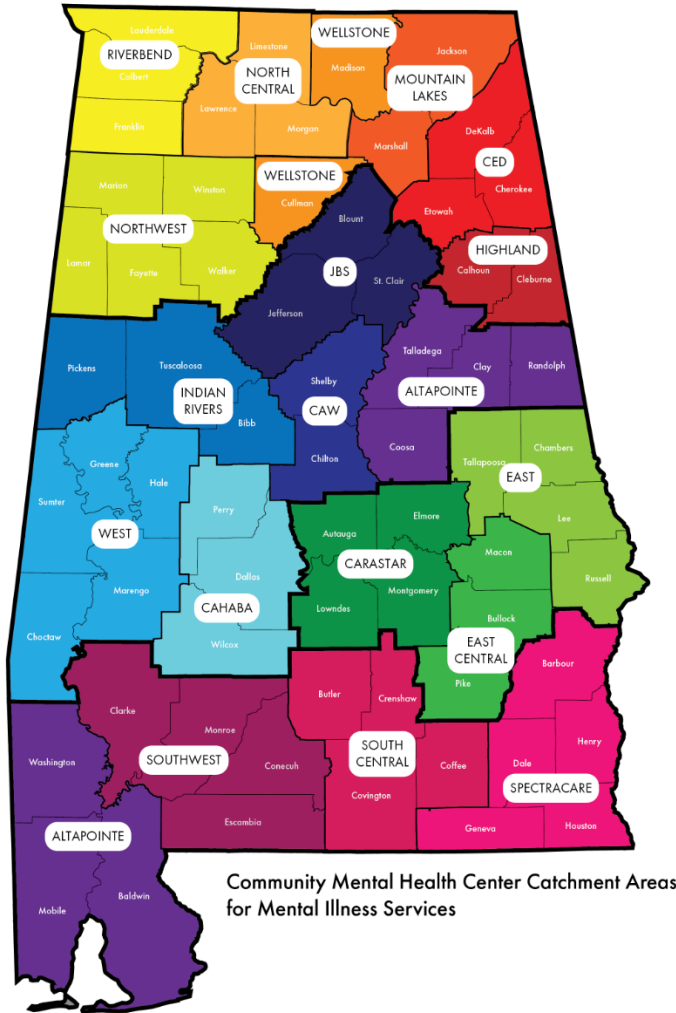 Lauderdale
RIVERBEND
Colbert
Franklin
Limestone
NORTH
CENTRAL
Lawrence
Morgan
WELLSTONE
Madison
Jackson
MOUNTAIN
LAKES
Marshall
DeKalb
CED
Cherokee
Etowah
WELLSTONE
Cullman
Marion
Winston
NORTHWEST
Lamar
Fayette
Walker
Blount
JBS
St. Clair
Jefferson
HIGHLAND
Calhoun
Cleburne
Pickens
Tuscaloosa
INDIAN
RIVERS
Bibb
Shelby
CAW
Chilton
Talladega
Clay
Randolph
ALTAPOINTE
Coosa
Greene
Hale
Sumter
WEST
Marengo
Choctaw
Perry
Dallas
CAHABA
Wilcox
Autauga
Elmore
CARASTAR
Lowndes
Montgomery
Tallapoosa
Chambers
EAST
Lee
Russell
Macon
Bullock
EAST
CENTRAL
Pike
Clarke
Monroe
SOUTHWEST
Conecuh
Escambia
Butler
Crenshaw
SOUTH
CENTRAL
Coffee
Covington
Barbour
Henry
Dale
SPECTRACARE
Geneva
Houston
Washington
ALTAPOINTE
Mobile
Baldwin
Community Mental Health Center Catchment Areas
for Mental Illness Services